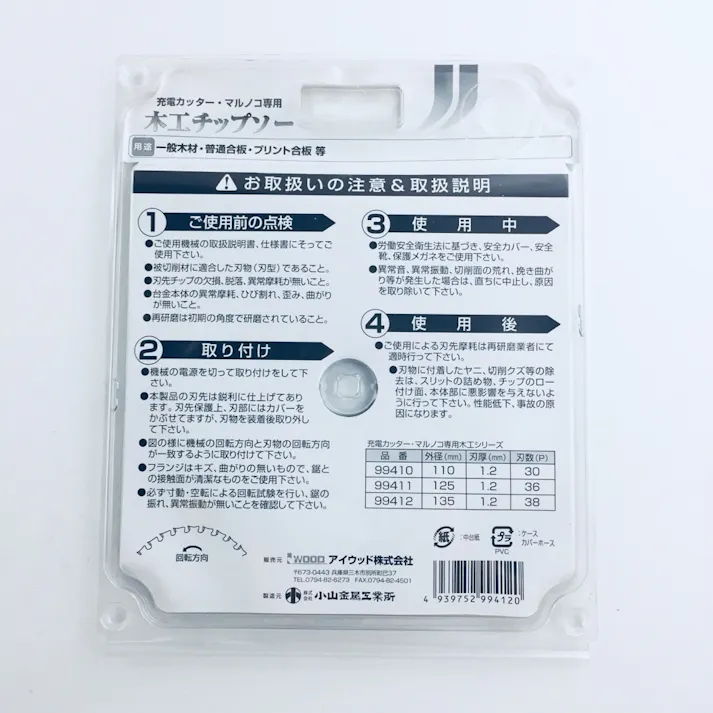 充電カッター・マルノコ専用
木工チップソー
用途 一般木材・普通合板・プリント合板 等
お取扱いの注意＆取扱説明
1 ご使用前の点検
●ご使用機械の取扱説明書、仕様書にそってご
使用下さい。
●被切削材に適合した刃物（刃型）であること。
●刃先チップの欠損、脱落、異常摩耗が無いこと。
●台金本体の異常摩耗、ひび割れ、歪み、曲がり
が無いこと。
●再研磨は初期の角度で研磨されていること。
2 取り付け
●機械の電源を切って取り付けをして下
さい。
●本製品の刃先は鋭利に仕上げてあり
ます。刃先保護上、刃部にはカバーを
かぶせてますが、刃物を装着後取り外し
て下さい。
●図の様に機械の回転方向と刃物の回転方向
が一致するように取付けて下さい。
●フランジはキズ、曲がりの無いもので、鋸と
の接触面が清潔なものをご使用下さい。
●必ず寸動・空転による回転試験を行い、鋸の
振れ、異常振動が無いことを確認して下さい。
回転方向
3 使用中
●労働安全衛生法に基づき、安全カバー、安全
靴、保護メガネをご使用下さい。
●異常音、異常振動、切削面の荒れ、挽き曲が
り等が発生した場合は、直ちに中止し、原因
を取り除いて下さい。
4 使用後
●ご使用による刃先摩耗は再研磨業者にて
適時行って下さい。
●刃物に付着したヤニ、切削クズ等の除
去は、スリットの詰め物、チップのロー
付け面、本体部に悪影響を与えないよ
うに行って下さい。性能低下、事故の原
因になります。
充電カッター・マルノコ専用木工シリーズ
品番 外径（mm） 刃厚（mm） 刃数（P）
99410 110 1.2 30
99411 125 1.2 36
99412 135 1.2 38
紙 ：中台紙
プラ ：ケース
カバーホース
PVC
販売元 WOOD アイウッド株式会社
〒673-0443 兵庫県三木市別所町巴37
TEL.0794-82-6273 FAX.0794-82-4501
製造元 株式会社 小山金属工業所
4 939752 994120